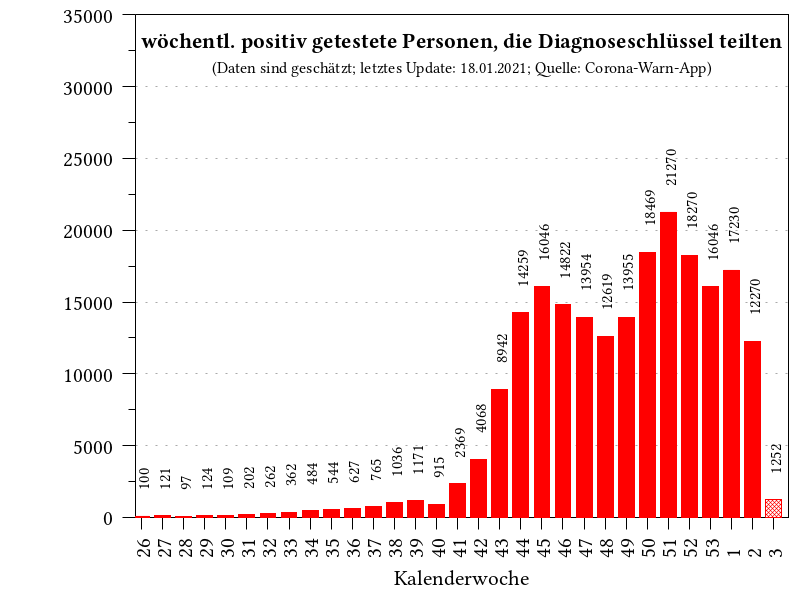 wöchentl. positiv getestete Personen, die Diagnoseschlüssel teilten
(Daten sind geschätzt; letztes Update: 18.01.2021; Quelle: Corona-Warn-App)
35000
30000
25000
20000
15000
10000
5000
0
100 121 97 124 109 202 262 362 484 544 627 765 1036 1171 915 2369 4068 8942 14259 16046 14822 13954 12619 13955 18469 21270 18270 16046 17230 12270 1252
26 27 28 29 30 31 32 33 34 35 36 37 38 39 40 41 42 43 44 45 46 47 48 49 50 51 52 53 1 2 3
Kalenderwoche